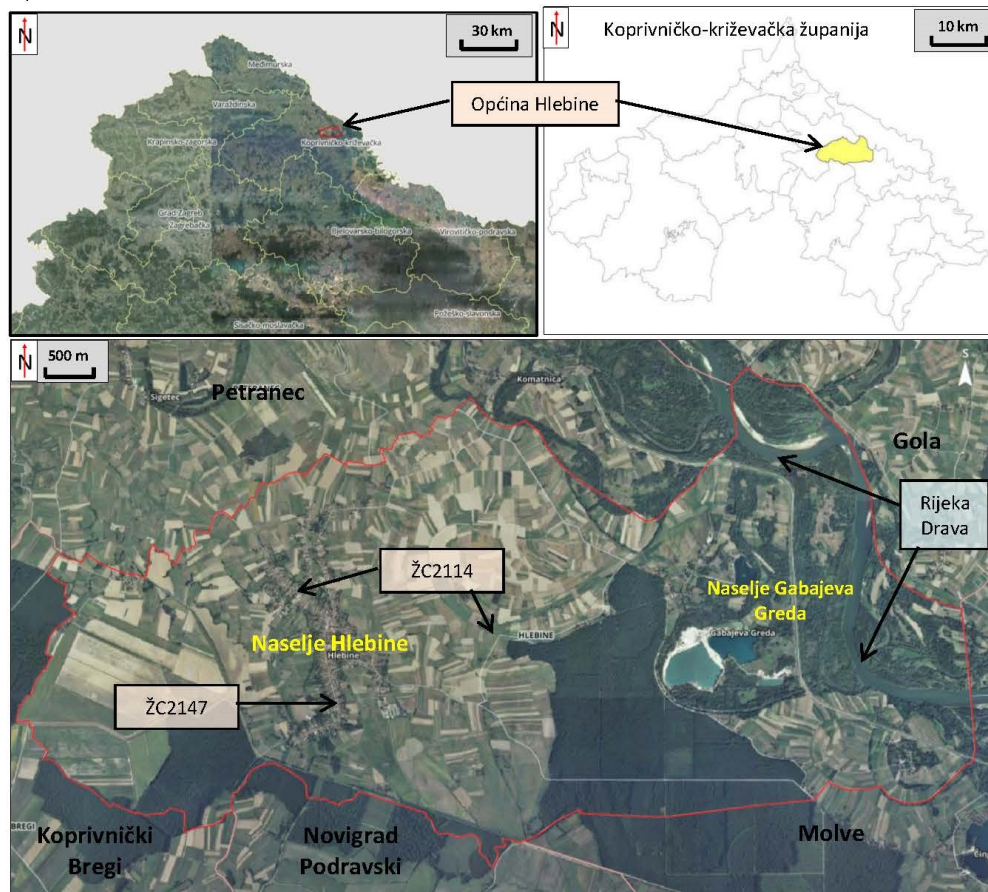 N
30 km
Međimurska
Varaždinska
Krapinsko-zagorska
Koprivničko-križevačka
Grad Zagreb
Zagrebačka
Bjelovarsko-bilogorska
Virovitičko-podravska
Požeško-slavonska
Sisačko-moslavačka
Općina Hlebine
N
Koprivničko-križevačka županija
10 km
N
500 m
S
Sigetec
Petranec
Komatnica
Gola
Rijeka
Drava
ŽC2114
Naselje Gabajeva
Greda
Gabajeva Greda
HLEBINE
Naselje Hlebine
Hlebine
ŽC2147
BREGI
Koprivnički
Bregi
Novigrad
Podravski
Molve